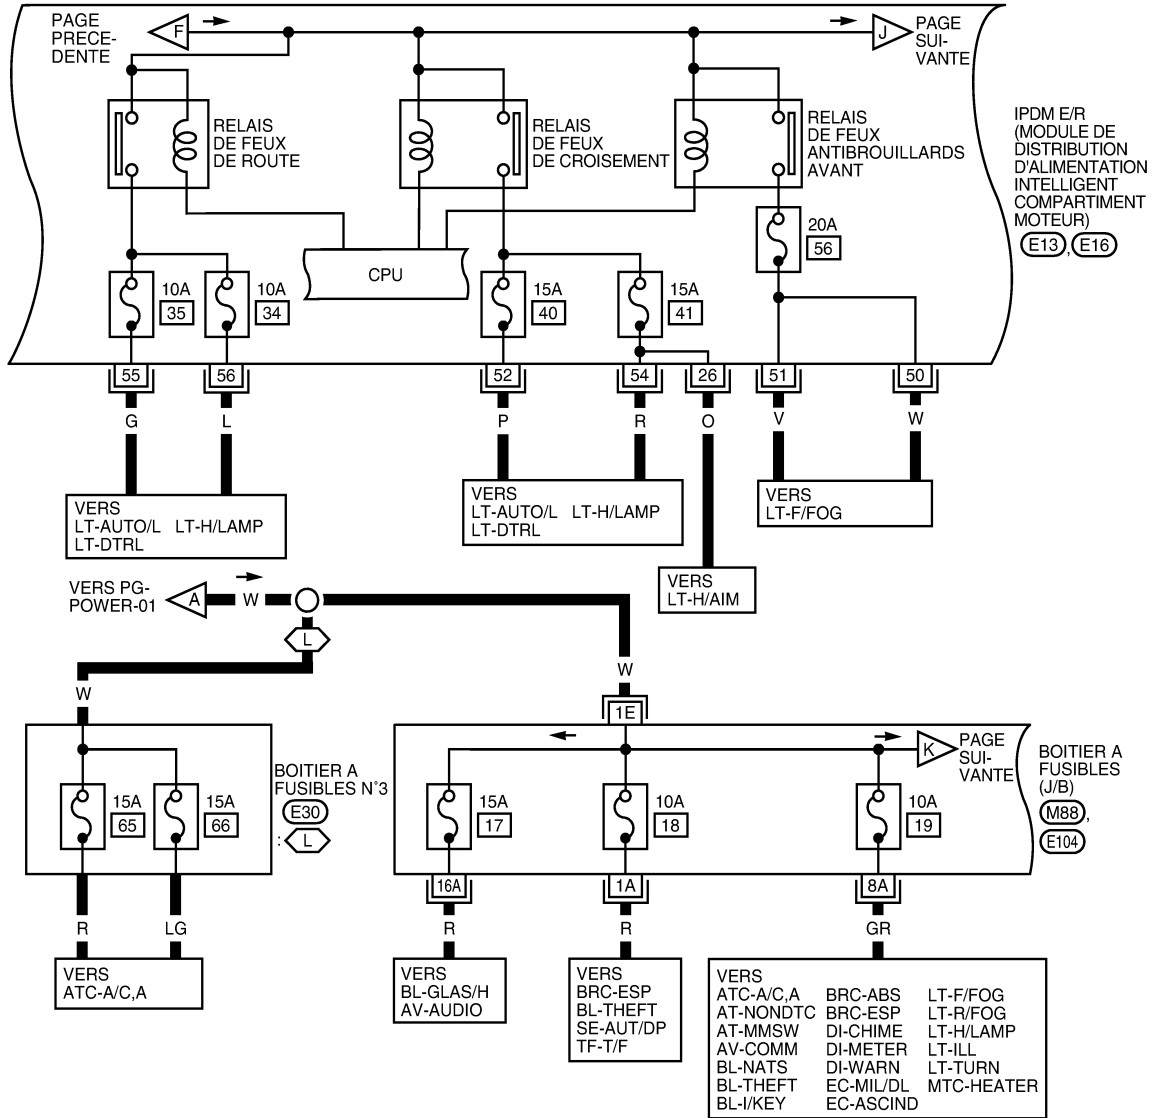 PAGE
PRECE-
DENTE
F
J
PAGE
SUI-
VANTE
RELAIS
DE FEUX
DE ROUTE
RELAIS
DE FEUX
DE CROISEMENT
RELAIS
DE FEUX
ANTIBROUILLARDS
AVANT
IPDM E/R
(MODULE DE
DISTRIBUTION
D'ALIMENTATION
INTELLIGENT
COMPARTIMENT
MOTEUR)
E13, E16
20A
56
CPU
10A
35
10A
34
15A
40
15A
41
55
56
52
54
26
51
50
G
L
P
R
O
V
W
VERS
LT-AUTO/L LT-H/LAMP
LT-DTRL
VERS
LT-AUTO/L LT-H/LAMP
LT-DTRL
VERS
LT-F/FOG
VERS
LT-H/AIM
VERS PG-
POWER-01
A
W
L
W
W
1E
K
PAGE
SUI-
VANTE
BOITIER A
FUSIBLES N°3
E30
: L
15A
65
15A
66
15A
17
10A
18
10A
19
BOITIER A
FUSIBLES
(J/B)
M88,
E104
16A
1A
8A
R
LG
R
R
GR
VERS
ATC-A/C,A
VERS
BL-GLAS/H
AV-AUDIO
VERS
BRC-ESP
BL-THEFT
SE-AUT/DP
TF-T/F
VERS
ATC-A/C,A BRC-ABS LT-F/FOG
AT-NONDTC BRC-ESP LT-R/FOG
AT-MMSW DI-CHIME LT-H/LAMP
AV-COMM DI-METER LT-ILL
BL-NATS DI-WARN LT-TURN
BL-THEFT EC-MIL/DL MTC-HEATER
BL-I/KEY EC-ASCIND